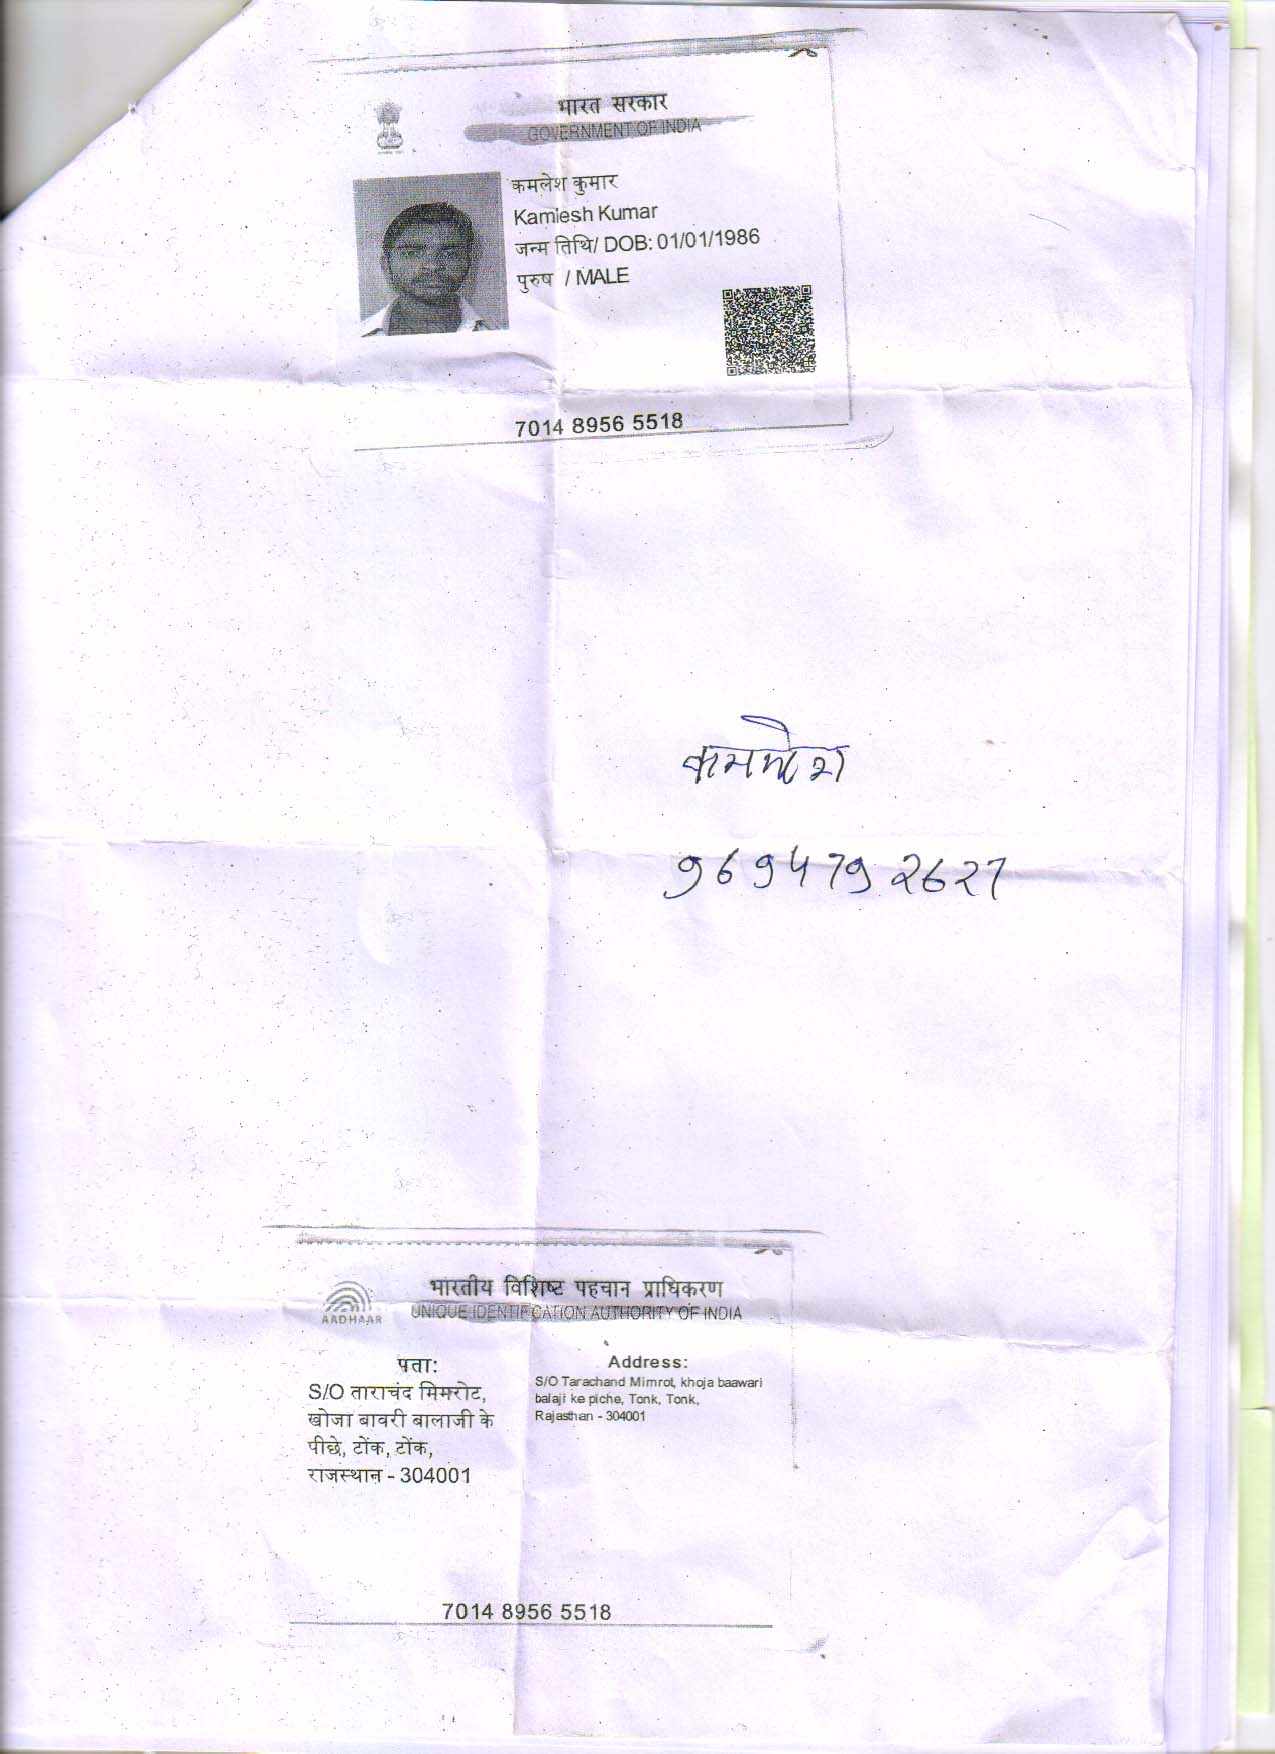 भारत सरकार
GOVERNMENT OF INDIA
कमलेश कुमार
Kamlesh Kumar
जन्म तिथि/ DOB: 01/01/1986
पुरुष / MALE
7014 8956 5518
कमलेश
9694792627
भारतीय विशिष्ट पहचान प्राधिकरण
UNIQUE IDENTIFICATION AUTHORITY OF INDIA
AADHAAR
पता:
S/O ताराचंद मिमरोट,
खोजा बावरी बालाजी के
पीछे, टोंक, टोंक,
राजस्थान - 304001
Address:
S/O Tarachand Mimrot, khoja baawari
balaji ke piche, Tonk, Tonk,
Rajasthan - 304001
7014 8956 5518